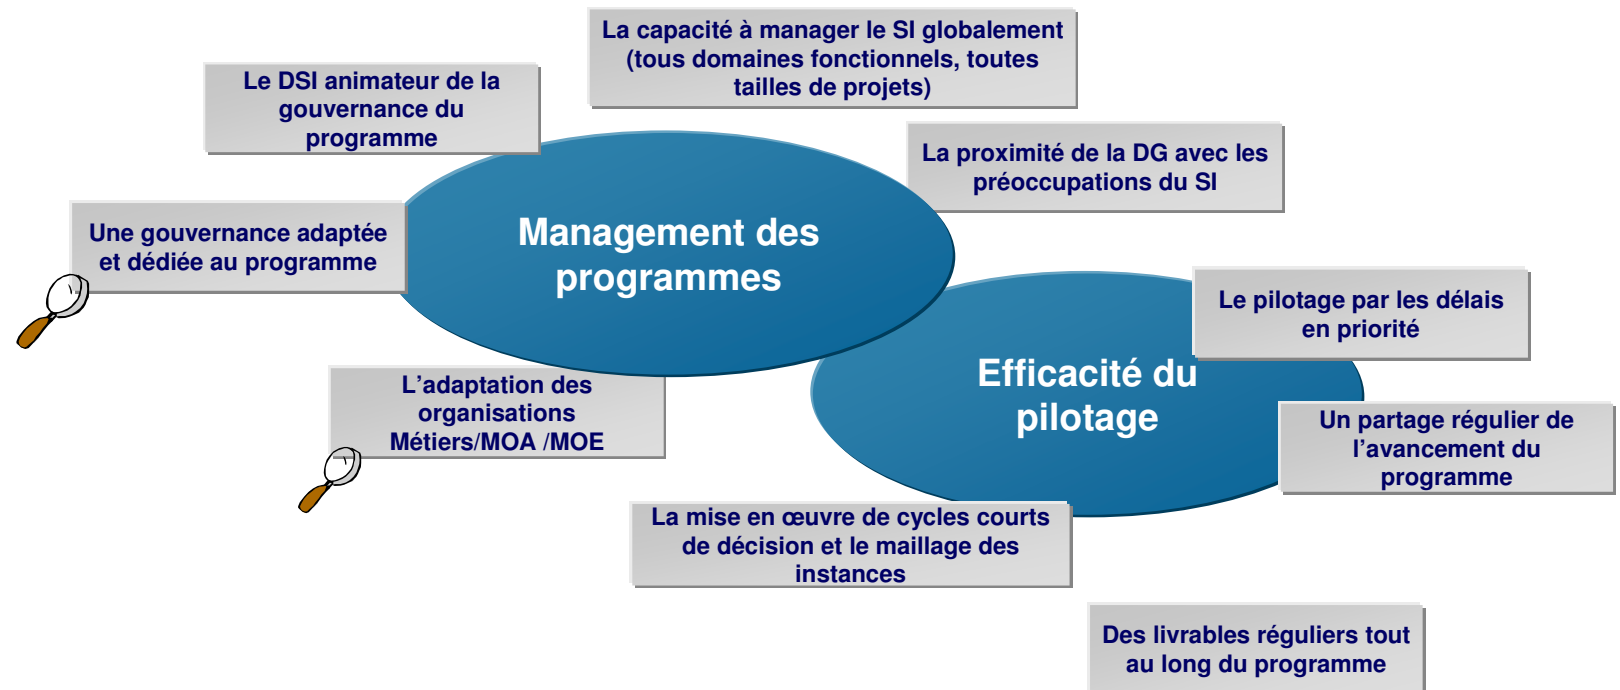 La capacité à manager le SI globalement
(tous domaines fonctionnels, toutes
tailles de projets)
Le DSI animateur de la
gouvernance du
programme
La proximité de la DG avec les
préoccupations du SI
Une gouvernance adaptée
et dédiée au programme
Management des
programmes
Le pilotage par les délais
en priorité
Efficacité du
pilotage
L’adaptation des
organisations
Métiers/MOA /MOE
Un partage régulier de
l’avancement du
programme
La mise en œuvre de cycles courts
de décision et le maillage des
instances
Des livrables réguliers tout
au long du programme